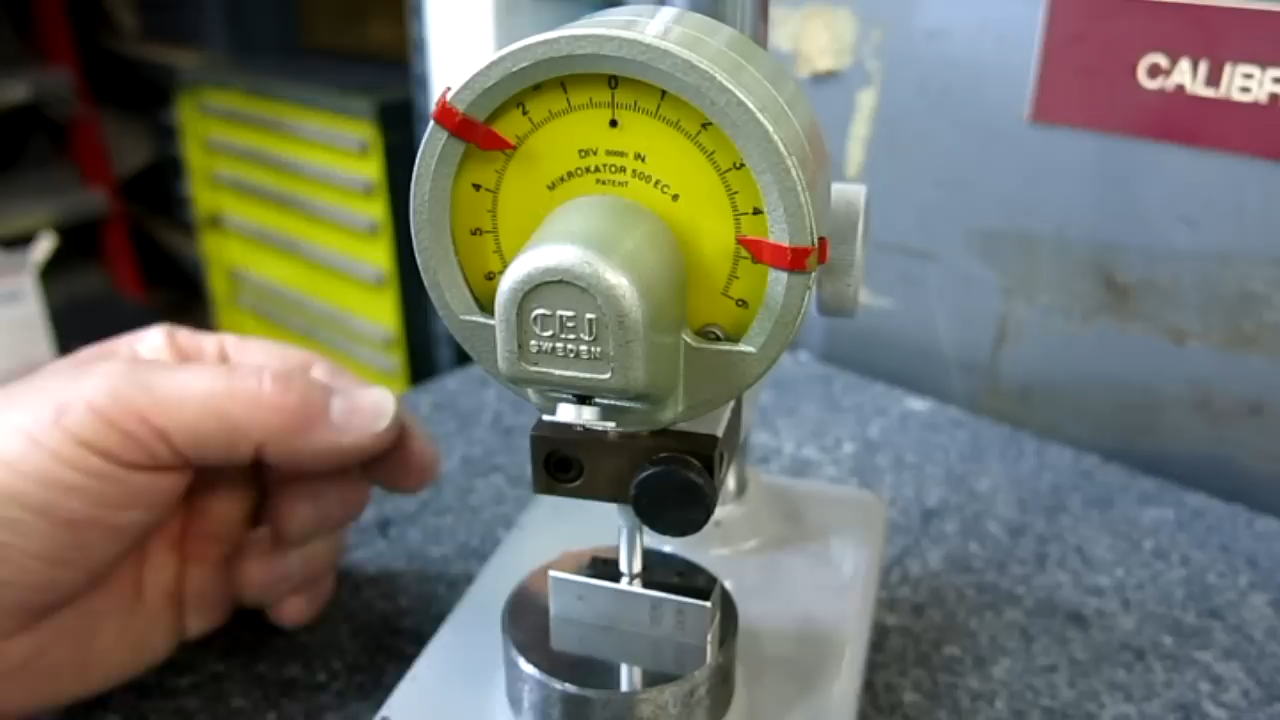 CALIBR
2 1 0 1 2 3 4 5 6
4
5
6
DIV. .00001 IN.
MIKROKATOR 500 EC-6
PATENT
CEJ
SWEDEN